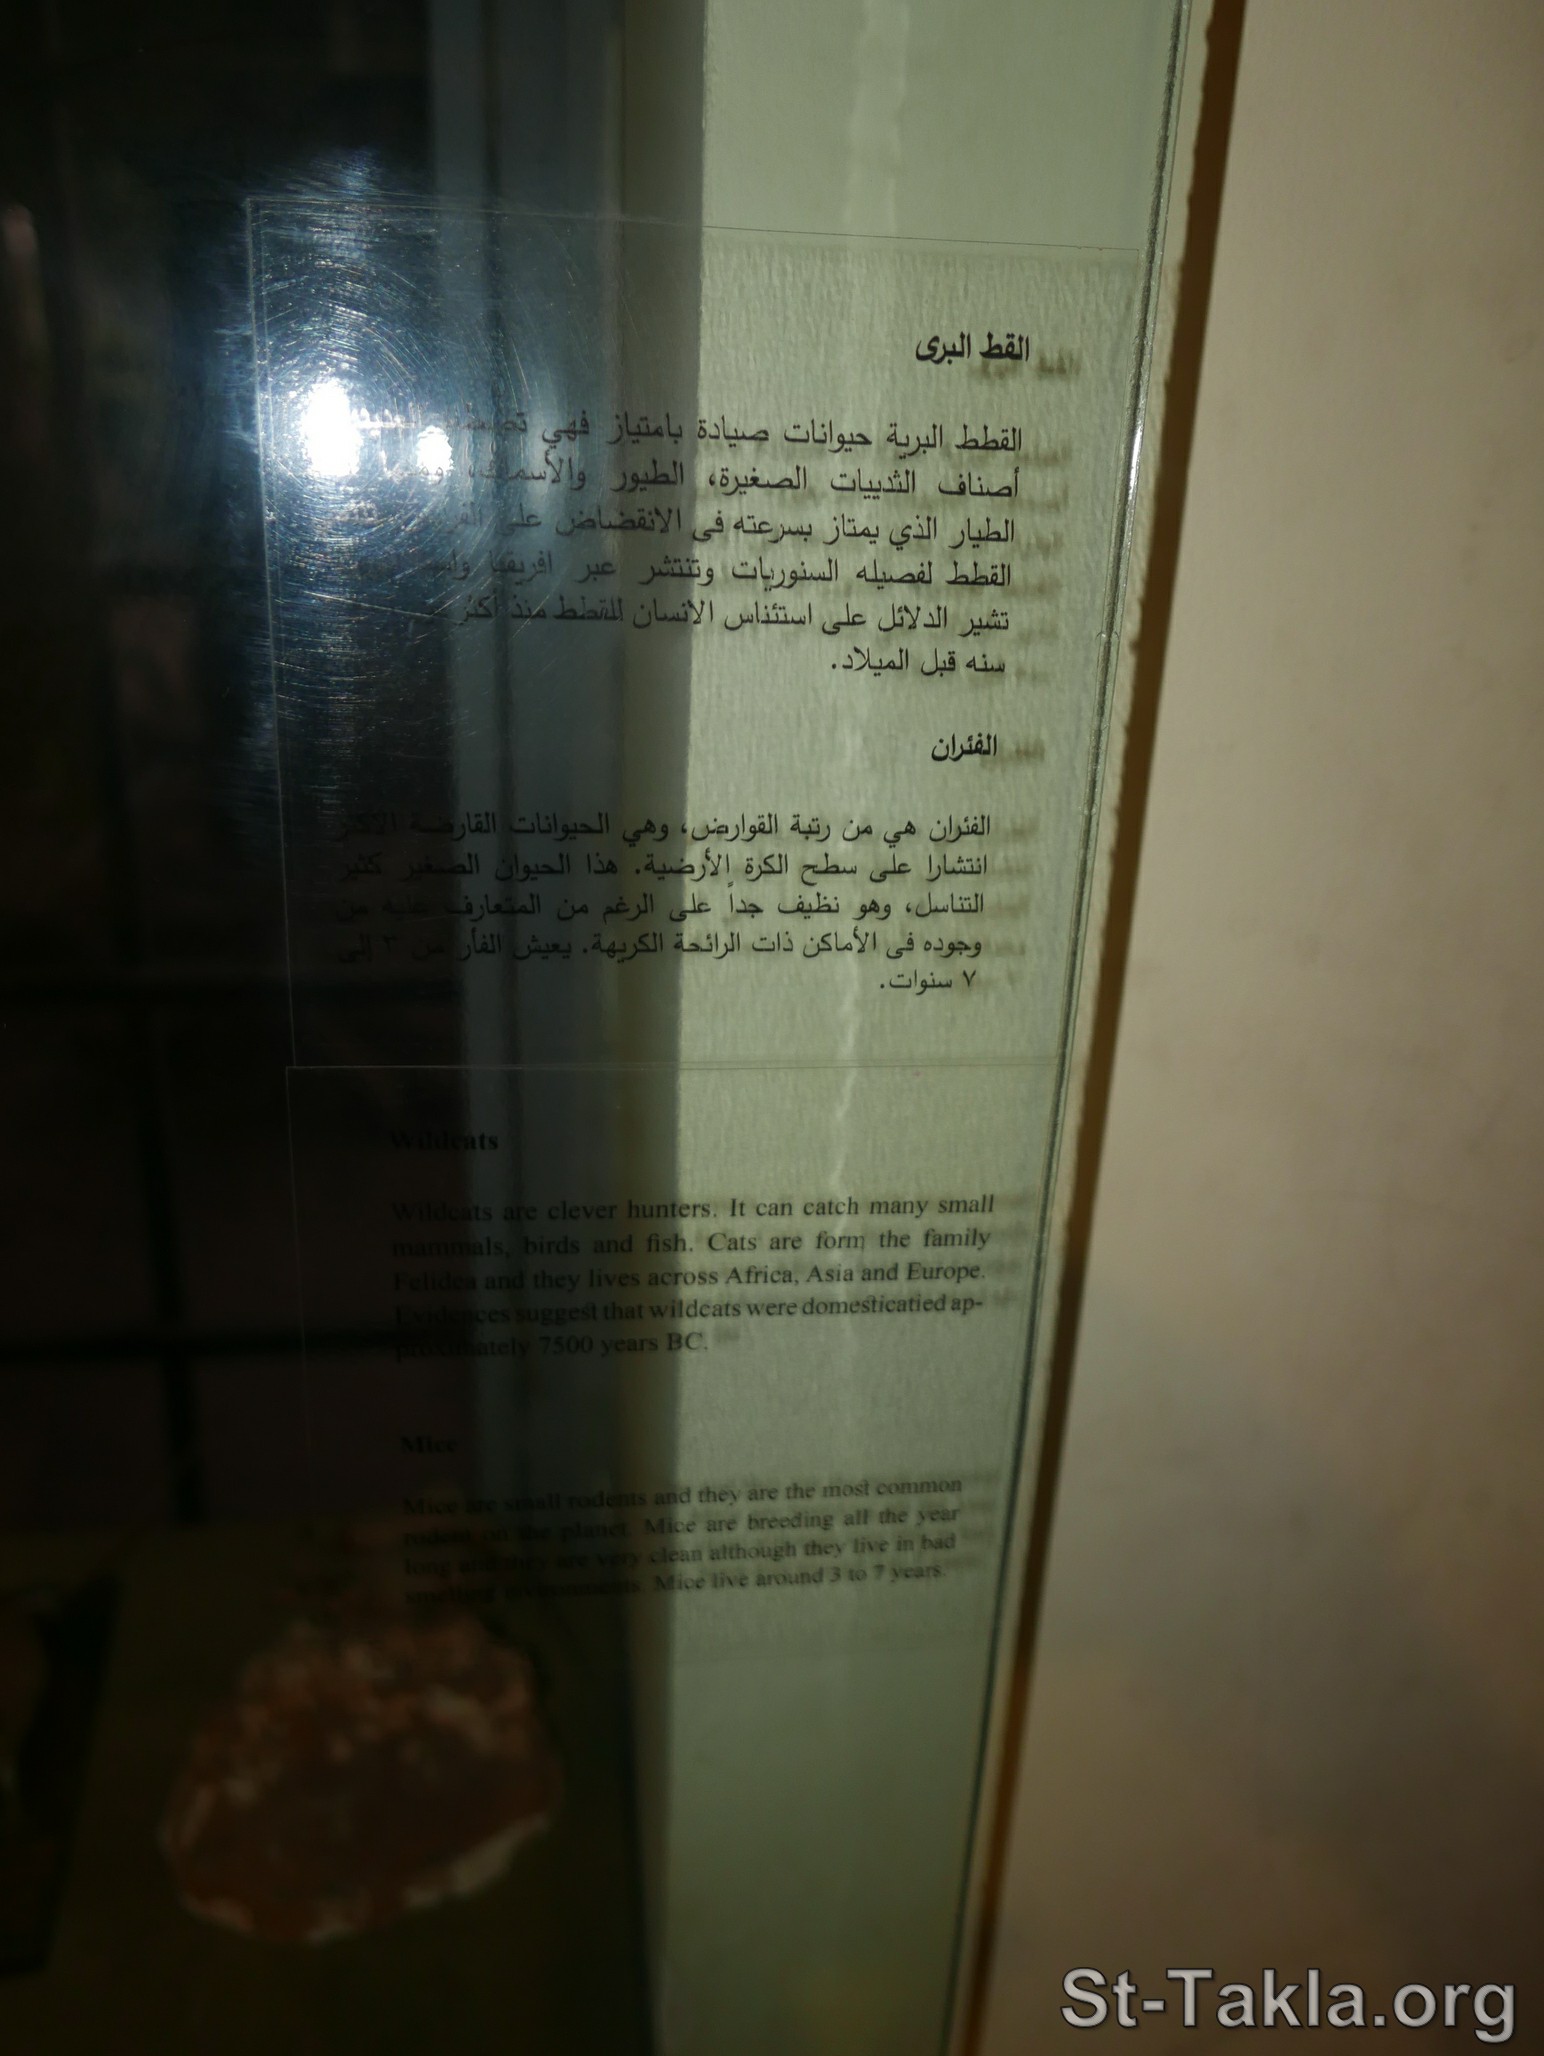 القط البرى
القطط البرية حيوانات صيادة بامتياز فهي
أصناف الثدييات الصغيرة، الطيور والأسماك،
الطيار الذي يمتاز بسرعته فى الانقضاض على
القطط لفصيله السنوريات وتنتشر عبر افريقيا
تشير الدلائل على استئناس الانسان للقطط منذ أكثر
سنه قبل الميلاد.
الفئران
الفئران هي من رتبة القوارض، وهي الحيوانات القارضة الأكثر
انتشارا على سطح الكرة الأرضية. هذا الحيوان الصغير كثير
التناسل، وهو نظيف جداً على الرغم من المتعارف عليه من
وجوده فى الأماكن ذات الرائحة الكريهة. يعيش الفأر من ٣ إلى
٧ سنوات.
Wildcats
Wildcats are clever hunters. It can catch many small
mammals, birds and fish. Cats are form the family
Felidea and they lives across Africa, Asia and Europe.
Evidences suggest that wildcats were domesticatied ap-
proximately 7500 years BC.
Mice
Mice are small rodents and they are the most common
rodent on the planet. Mice are breeding all the year
long and they are very clean although they live in bad
smelling Mice live around 3 to 7 years.
St-Takla.org